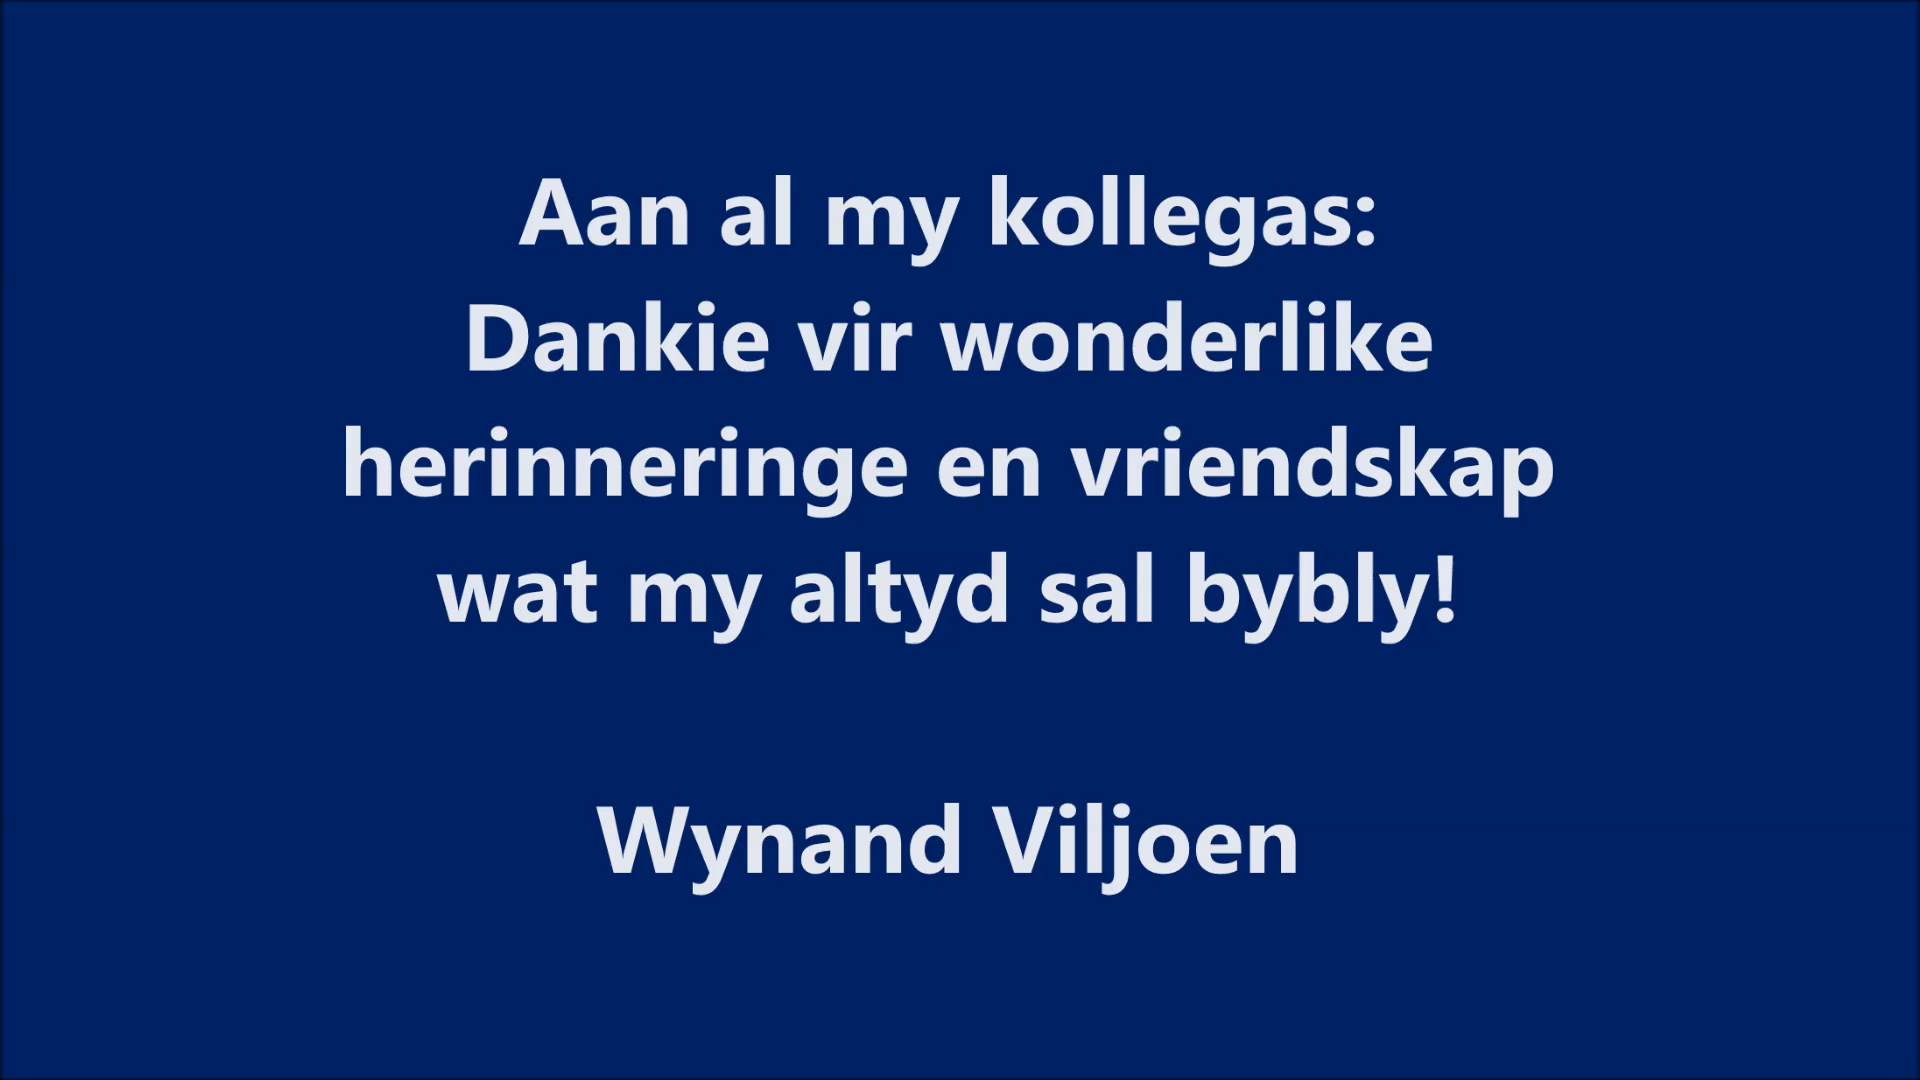 Aan al my kollegas:
Dankie vir wonderlike
herinneringe en vriendskap
wat my altyd sal bybly!
Wynand Viljoen